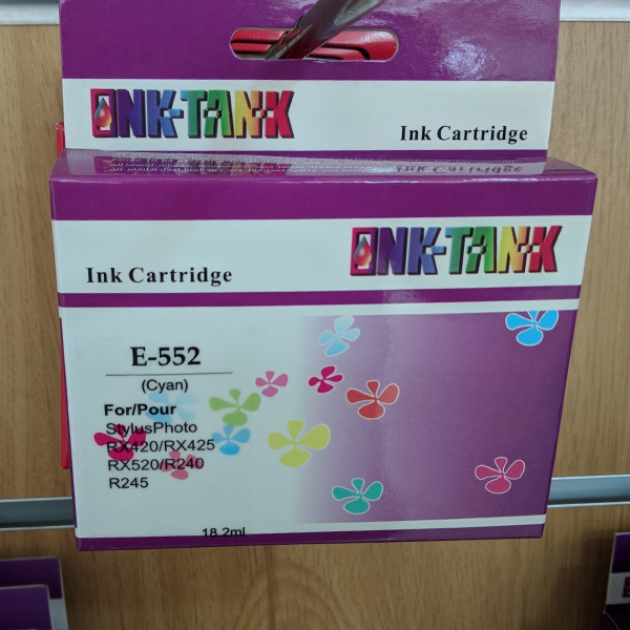 INK-TANK
Ink Cartridge
Ink Cartridge
INK-TANK
E-552
(Cyan)
For/Pour
StylusPhoto
RX420/RX425
RX520/R240
R245
18.2ml